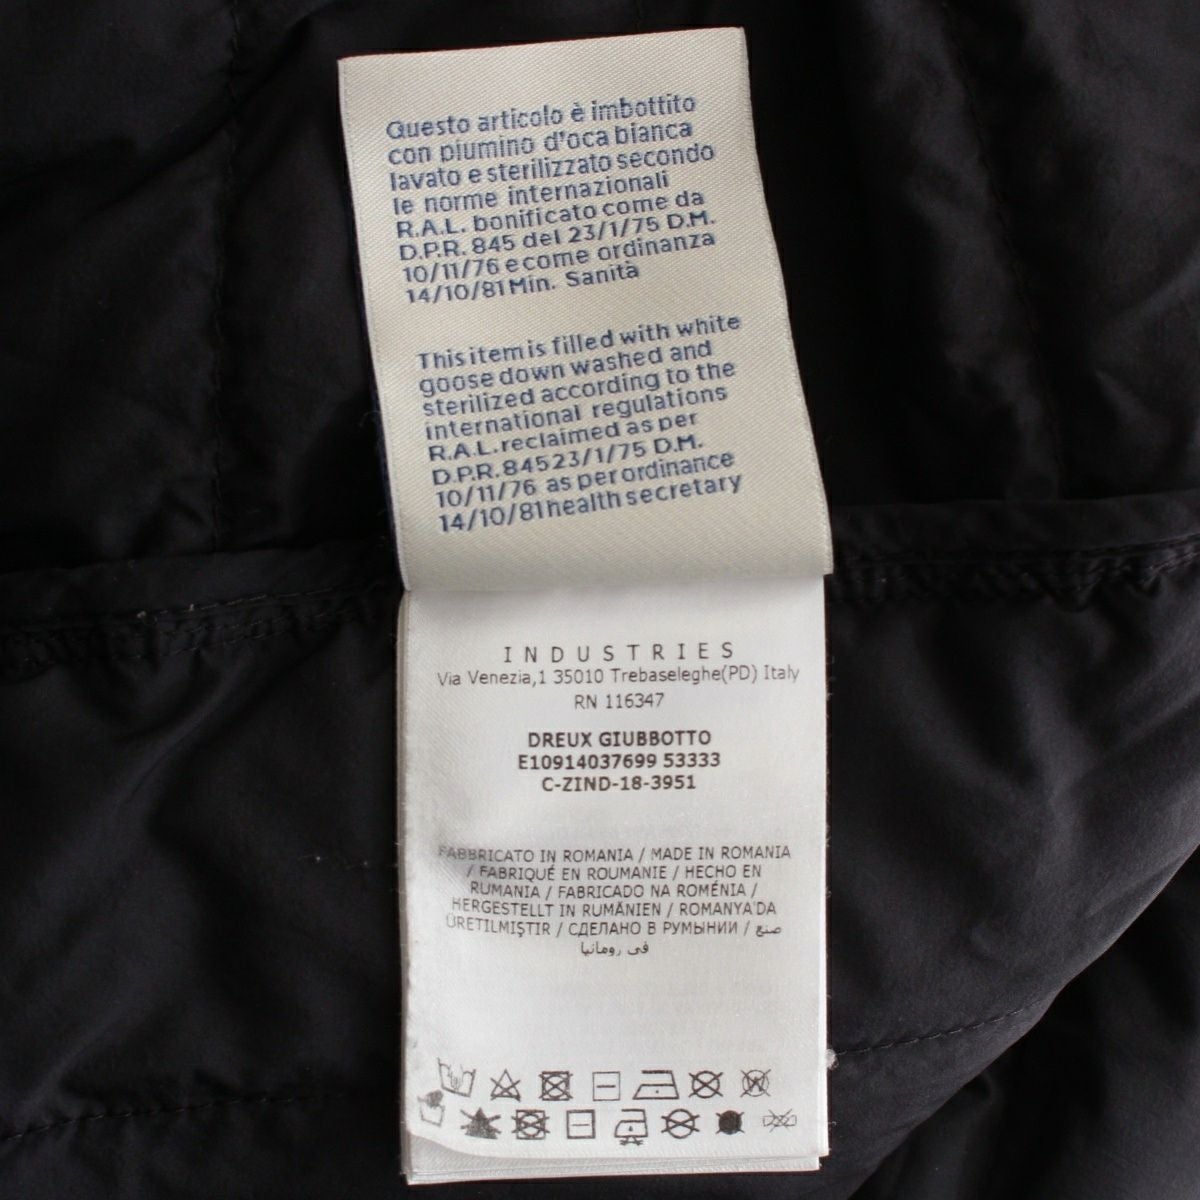 Questo articolo è imbottito
con piumino d'oca bianca
lavato e sterilizzato secondo
le norme internazionali
R.A.L. bonificato come da
D.P.R. 845 del 23/1/75 D.M.
10/11/76 e come ordinanza
14/10/81 Min. Sanità
This item is filled with white
goose down washed and
sterilized according to the
international regulations
R.A.L. reclaimed as per
D.P.R. 845 23/1/75 D.M.
10/11/76 as per ordinance
14/10/81 health secretary
INDUSTRIES
Via Venezia,1 35010 Trebaseleghe(PD) Italy
RN 116347
DREUX GIUBBOTTO
E10914037699 53333
C-ZIND-18-3951
FABBRICATO IN ROMANIA / MADE IN ROMANIA
/ FABRIQUÉ EN ROUMANIE / HECHO EN
RUMANIA / FABRICADO NA ROMÉNIA /
HERGESTELLT IN RUMÄNIEN / ROMANYA'DA
ÜRETILMIŞTIR / СДЕЛАНО В РУМЫНИИ / صنع
في رومانيا